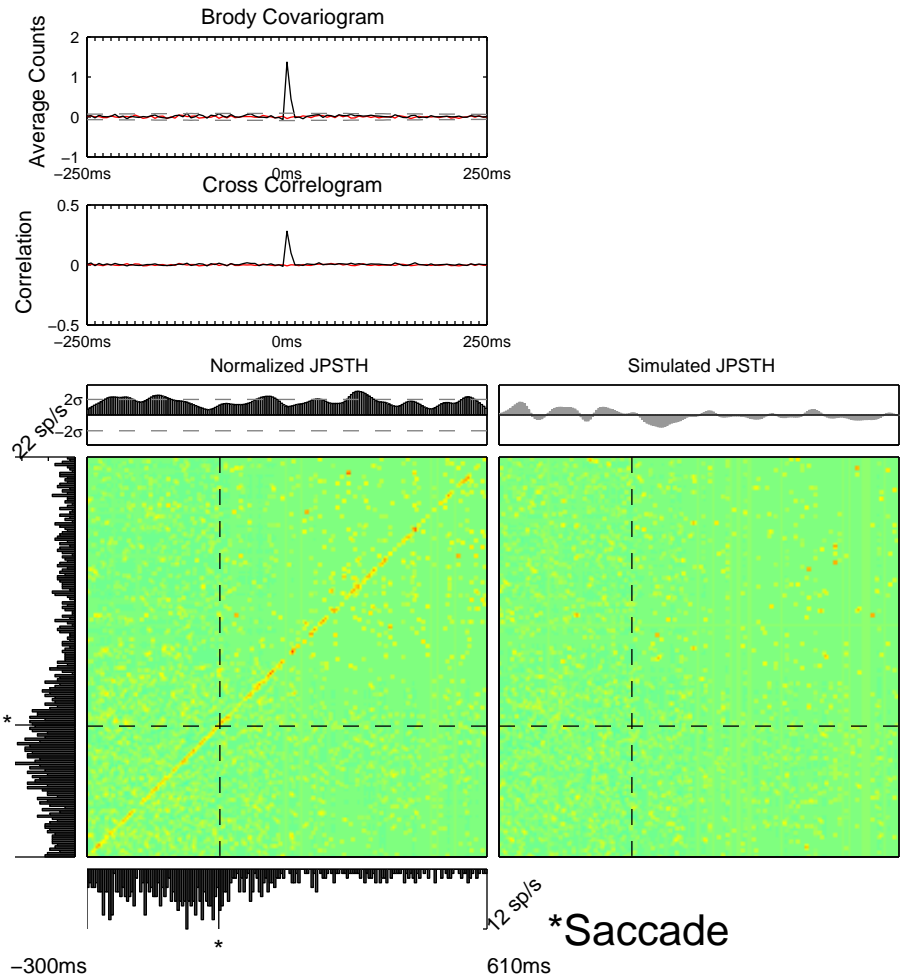 Brody Covariogram
2
1
0
−1
Average Counts
−250ms
0ms
250ms
Cross Correlogram
0.5
0
−0.5
Correlation
−250ms
0ms
250ms
Normalized JPSTH
Simulated JPSTH
2σ
−2σ
22 sp/s
*
*
12 sp/s
*Saccade
−300ms
610ms